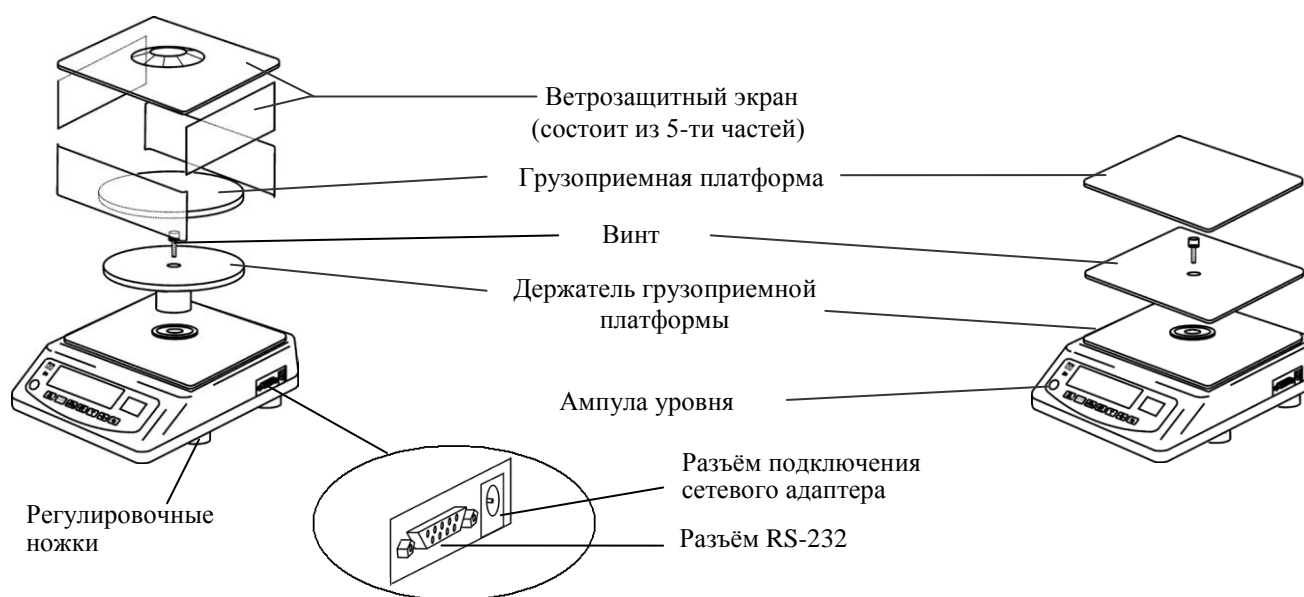 Ветрозащитный экран
(состоит из 5-ти частей)
Грузоприемная платформа
Винт
Держатель грузоприемной
платформы
Ампула уровня
Разъём подключения
сетевого адаптера
Разъём RS-232
Регулировочные
ножки